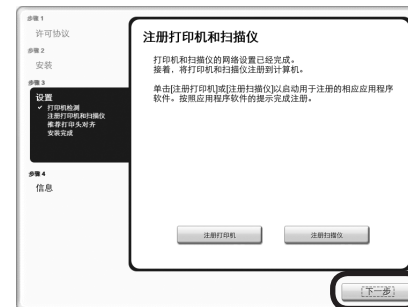 步骤 1
许可协议
步骤 2
安装
步骤 3
设置
✓ 打印机检测
注册打印机和扫描仪
推荐打印头对齐
安装完成
步骤 4
信息
注册打印机和扫描仪
打印机和扫描仪的网络设置已经完成。
接着，将打印机和扫描仪注册到计算机。
单击[注册打印机]或[注册扫描仪]以启动用于注册的相应应用程序
软件。按照应用程序软件的提示完成注册。
注册打印机
注册扫描仪
下一步